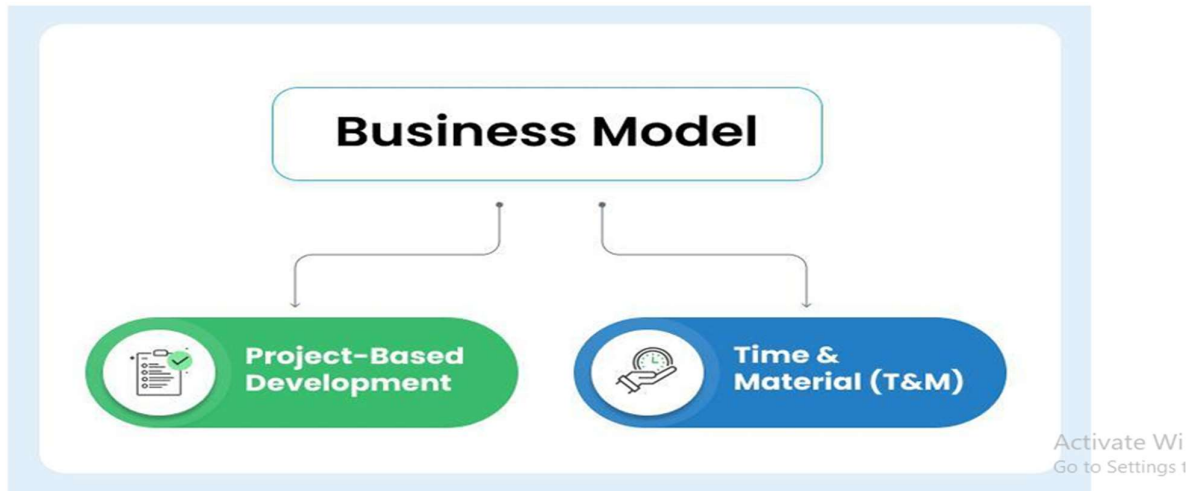 Business Model
Project-Based
Development
Time &
Material (T&M)
Activate Wi
Go to Settings t